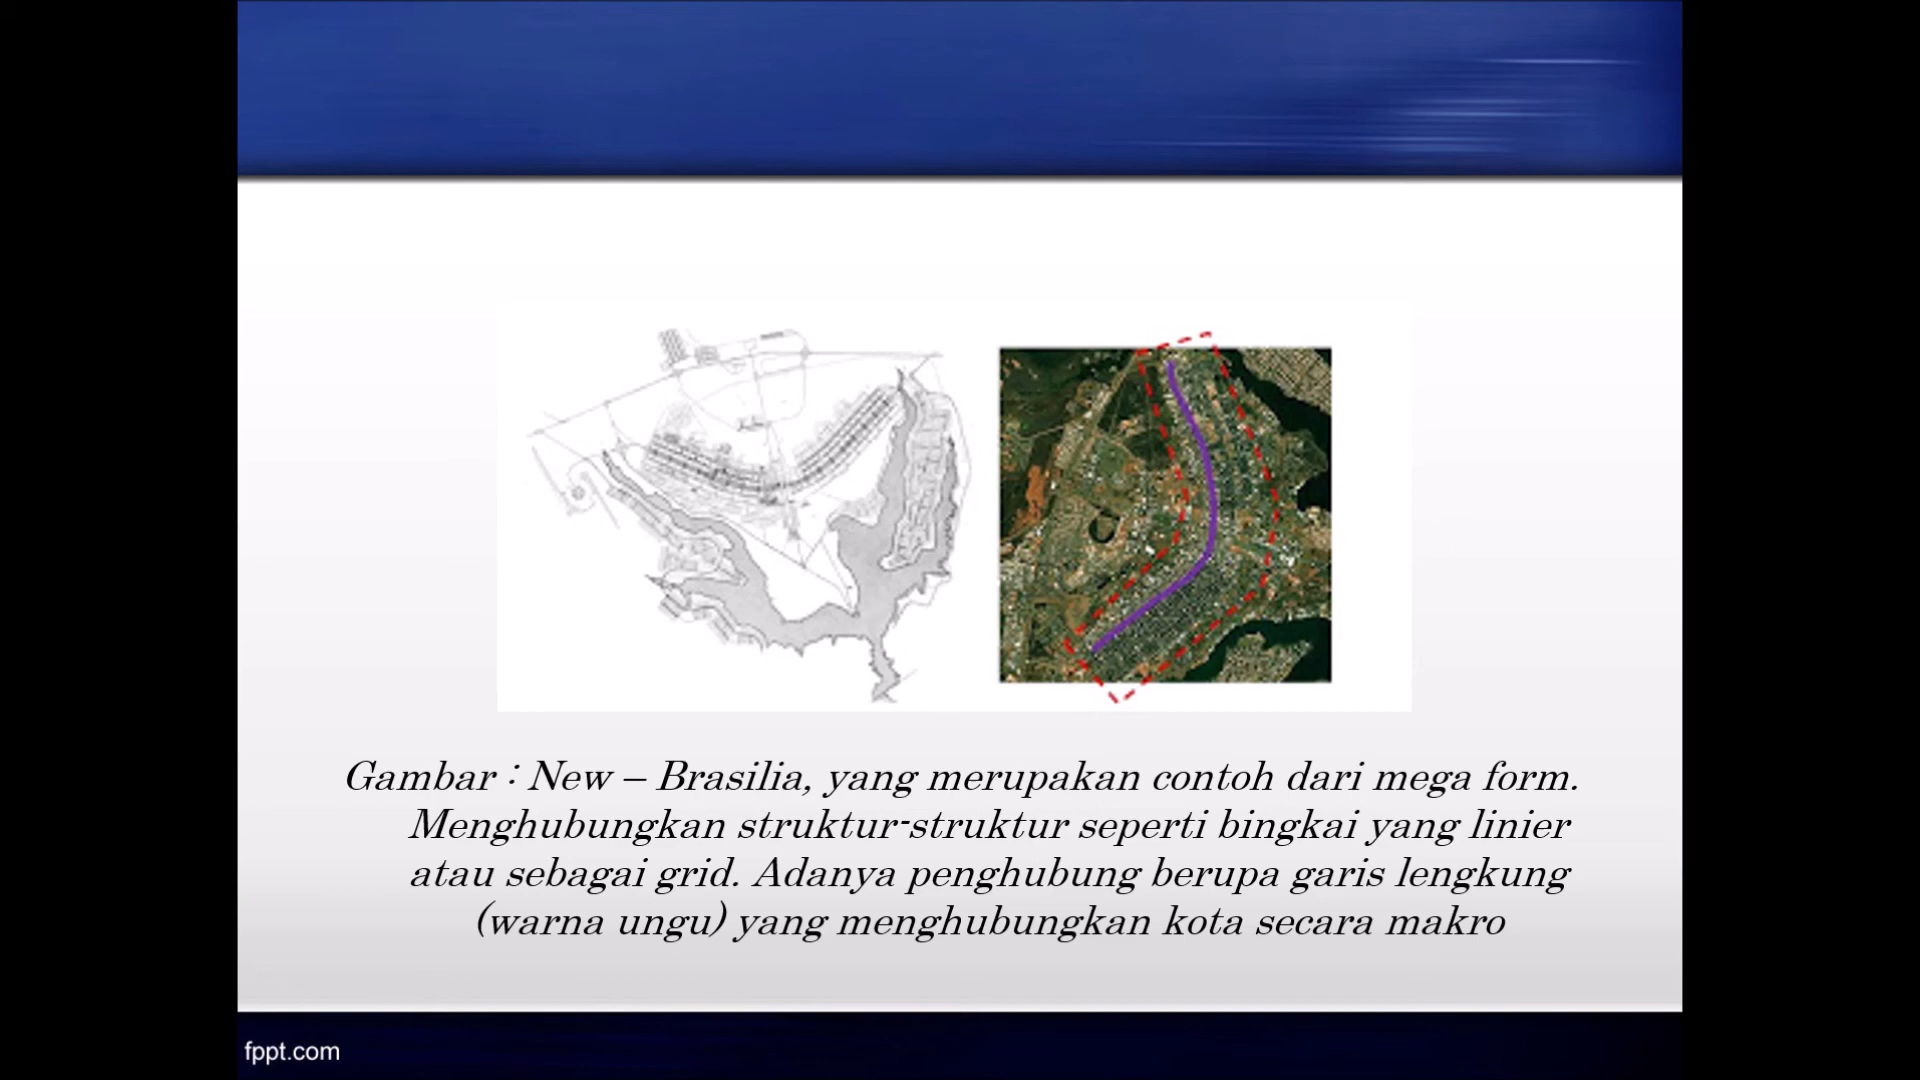 Gambar : New – Brasilia, yang merupakan contoh dari mega form.
Menghubungkan struktur-struktur seperti bingkai yang linier
atau sebagai grid. Adanya penghubung berupa garis lengkung
(warna ungu) yang menghubungkan kota secara makro
fppt.com